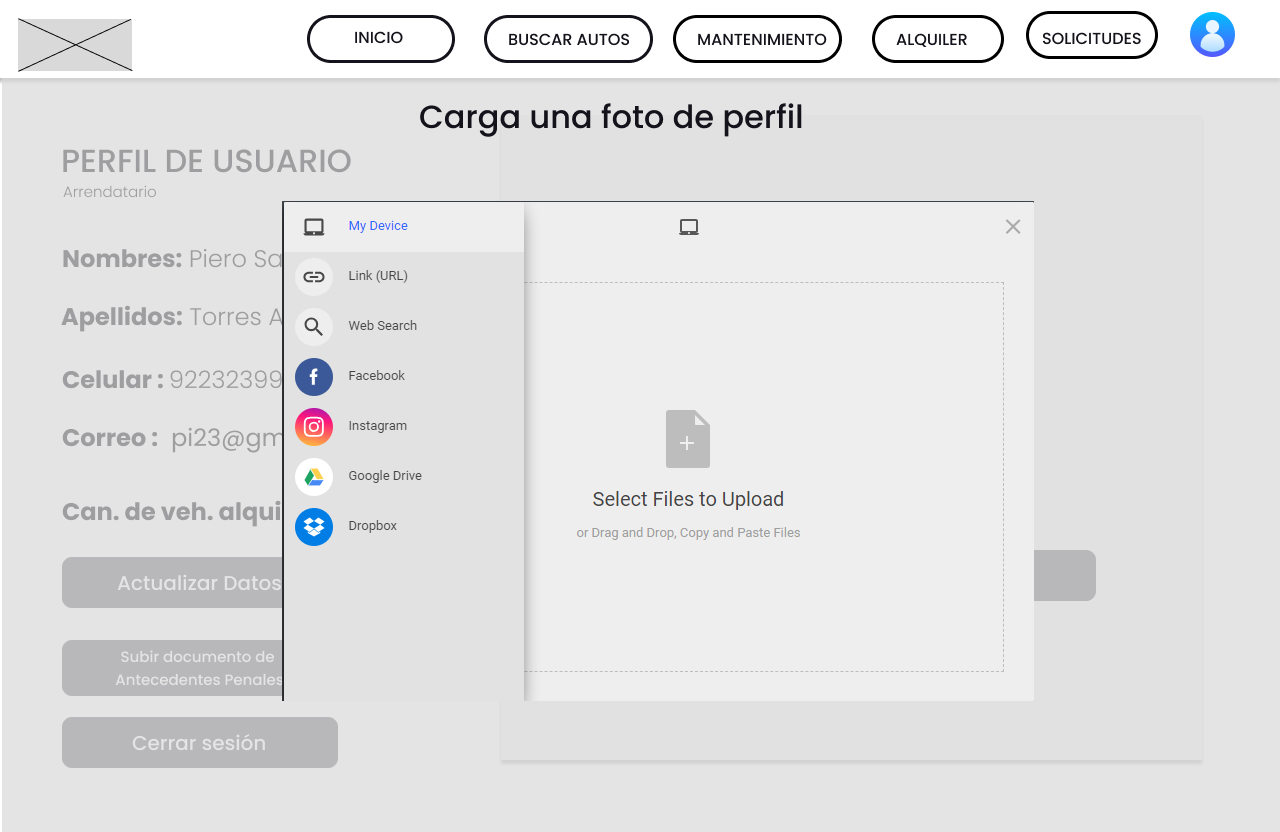 INICIO
BUSCAR AUTOS
MANTENIMIENTO
ALQUILER
SOLICITUDES
Carga una foto de perfil
PERFIL DE USUARIO
Arrendatario
Nombres: Piero
Apellidos: Torres
Celular : 92232399
Correo : pi23@gm
Can. de veh.
Actualizar Datos
Subir documento de
Antecedentes Penales
Cerrar sesión
My Device
Link (URL)
Web Search
Facebook
Instagram
Google Drive
Dropbox
Select Files to Upload
or Drag and Drop, Copy and Paste Files